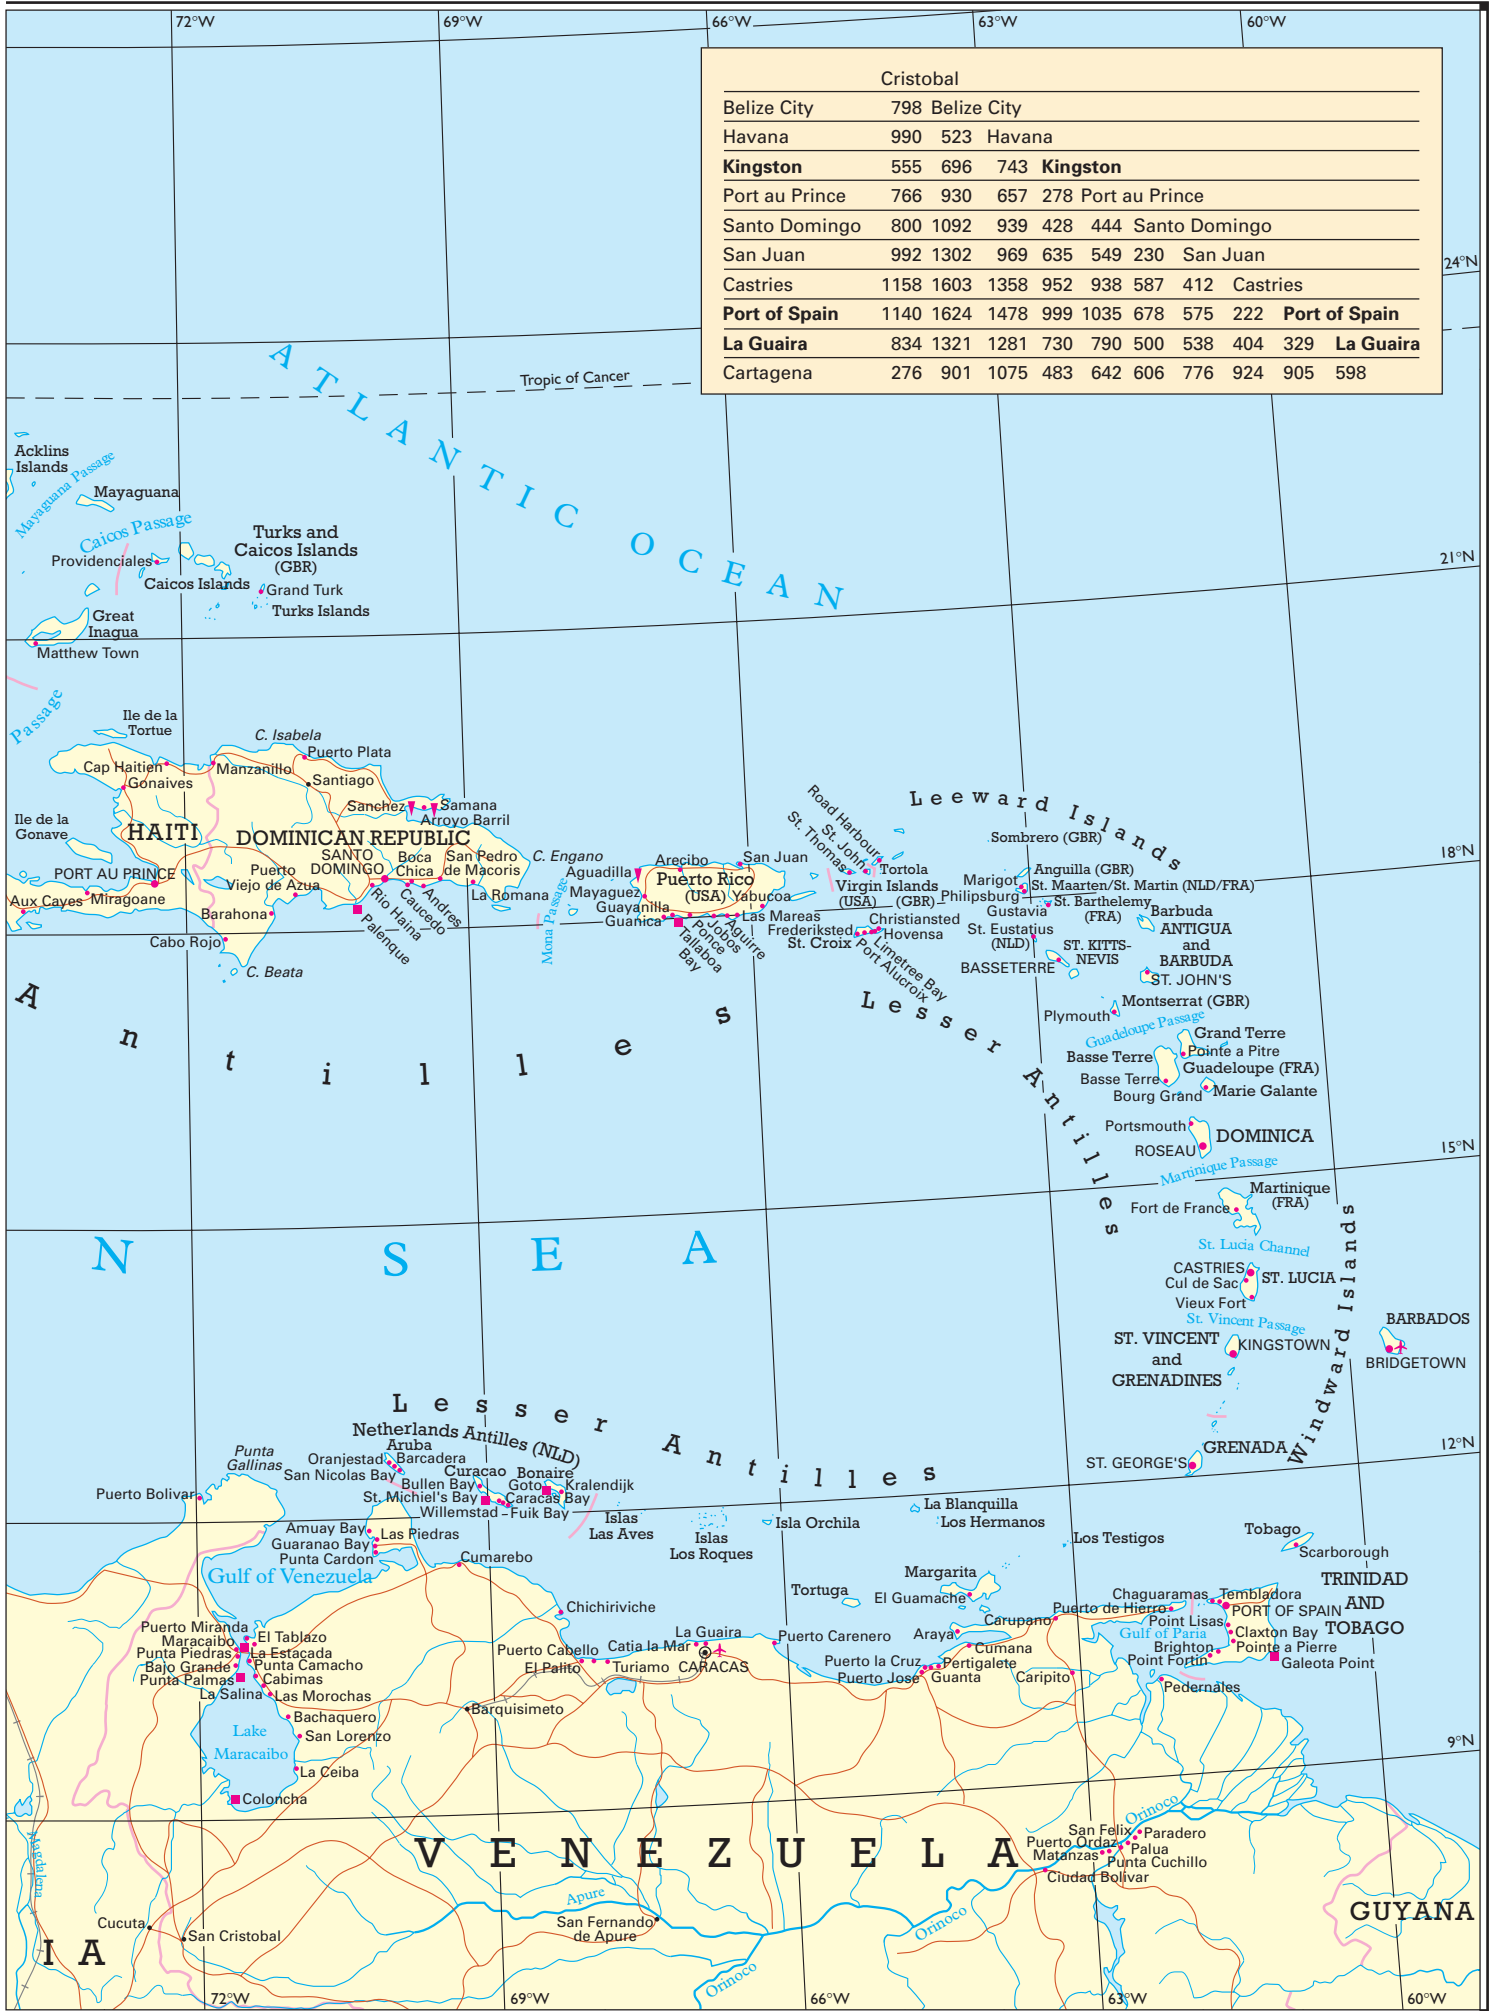 72°W
69°W
66°W
63°W
60°W
Cristobal
Belize City 798 Belize City
Havana 990 523 Havana
Kingston 555 696 743 Kingston
Port au Prince 766 930 657 278 Port au Prince
Santo Domingo 800 1092 939 428 444 Santo Domingo
San Juan 992 1302 969 635 549 230 San Juan
Castries 1158 1603 1358 952 938 587 412 Castries
Port of Spain 1140 1624 1478 999 1035 678 575 222 Port of Spain
La Guaira 834 1321 1281 730 790 500 538 404 329 La Guaira
Cartagena 276 901 1075 483 642 606 776 924 905 598
24°N
Tropic of Cancer
ATLANTIC OCEAN
Acklins
Islands
Mayaguana Passage
Mayaguana
Caicos Passage
Turks and
Caicos Islands
(GBR)
Providenciales
Caicos Islands
Grand Turk
Turks Islands
21°N
Great
Inagua
Matthew Town
Passage
Ile de la
Tortue
C. Isabela
Puerto Plata
Cap Haitien
Manzanillo
Gonaives
Santiago
Sanchez
Samana
Arroyo Barril
Ile de la
Gonave
HAITI
DOMINICAN REPUBLIC
PORT AU PRINCE
SANTO
DOMINGO
Boca
Chica
San Pedro
de Macoris
C. Engano
Puerto
Viejo de Azua
Aux Cayes
Miragoane
La Romana
Barahona
Rio Haina
Caucedo
Andres
Palenque
Cabo Rojo
C. Beata
Mona Passage
Aguadilla
Arecibo
San Juan
Mayaguez
Puerto Rico
(USA)
Yabucoa
Guayanilla
Guanica
Las Mareas
Aguirre
Jobos
Ponce
Tallaboa
Bay
Road Harbour
St. John
St. Thomas
Tortola
Virgin Islands
(USA) (GBR)
Christiansted
Frederiksted
Hovensa
St. Croix
Limetree Bay
Port Alucroix
Leeward Islands
Sombrero (GBR)
18°N
Anguilla (GBR)
Marigot
St. Maarten/St. Martin (NLD/FRA)
Philipsburg
St. Barthelemy
(FRA)
Gustavia
St. Eustatius
(NLD)
Barbuda
ANTIGUA
and
BARBUDA
ST. KITTS-
NEVIS
BASSETERRE
ST. JOHN'S
Montserrat (GBR)
Plymouth
Guadeloupe Passage
Grand Terre
Basse Terre
Pointe a Pitre
Guadeloupe (FRA)
Basse Terre
Bourg Grand
Marie Galante
Antilles
Lesser Antilles
Portsmouth
DOMINICA
ROSEAU
15°N
Martinique Passage
Martinique
(FRA)
Fort de France
N SEA
St. Lucia Channel
CASTRIES
Cul de Sac
ST. LUCIA
Vieux Fort
St. Vincent Passage
Windward Islands
BARBADOS
ST. VINCENT
and
GRENADINES
KINGSTOWN
BRIDGETOWN
GRENADA
ST. GEORGE'S
12°N
Lesser Antilles
Netherlands Antilles (NLD)
Punta
Gallinas
Aruba
Oranjestad
Barcadera
San Nicolas Bay
Curacao
Bonaire
Bullen Bay
Goto
Kralendijk
St. Michiel's Bay
Caracas Bay
Willemstad
Fuik Bay
Puerto Bolivar
Islas
Las Aves
Islas
Los Roques
Isla Orchila
La Blanquilla
Los Hermanos
Los Testigos
Tobago
Scarborough
Amuay Bay
Las Piedras
Guaranao Bay
Punta Cardon
Cumarebo
Gulf of Venezuela
Margarita
El Guamache
Tortuga
TRINIDAD
AND
TOBAGO
Chaguaramas
Tembladora
PORT OF SPAIN
Puerto de Hierro
Point Lisas
Carupano
Gulf of Paria
Claxton Bay
Brighton
Pointe a Pierre
Point Fortin
Galeota Point
Chichiriviche
Puerto Miranda
El Tablazo
Maracaibo
La Estacada
Punta Piedras
Bajo Grande
Punta Camacho
Punta Palmas
Cabimas
La Salina
Las Morochas
Puerto Cabello
La Guaira
Catia la Mar
Puerto Carenero
El Palito
Turiamo
CARACAS
Araya
Cumana
Puerto la Cruz
Pertigalete
Puerto Jose
Guanta
Caripito
Pedernales
Barquisimeto
Bachaquero
San Lorenzo
Lake
Maracaibo
La Ceiba
Coloncha
9°N
Magdalena
VENEZUELA
Orinoco
San Felix
Paradero
Puerto Ordaz
Palua
Matanzas
Punta Cuchillo
Ciudad Bolivar
Apure
San Fernando
de Apure
Orinoco
Orinoco
GUYANA
Cucuta
San Cristobal
IA
72°W
69°W
66°W
63°W
60°W